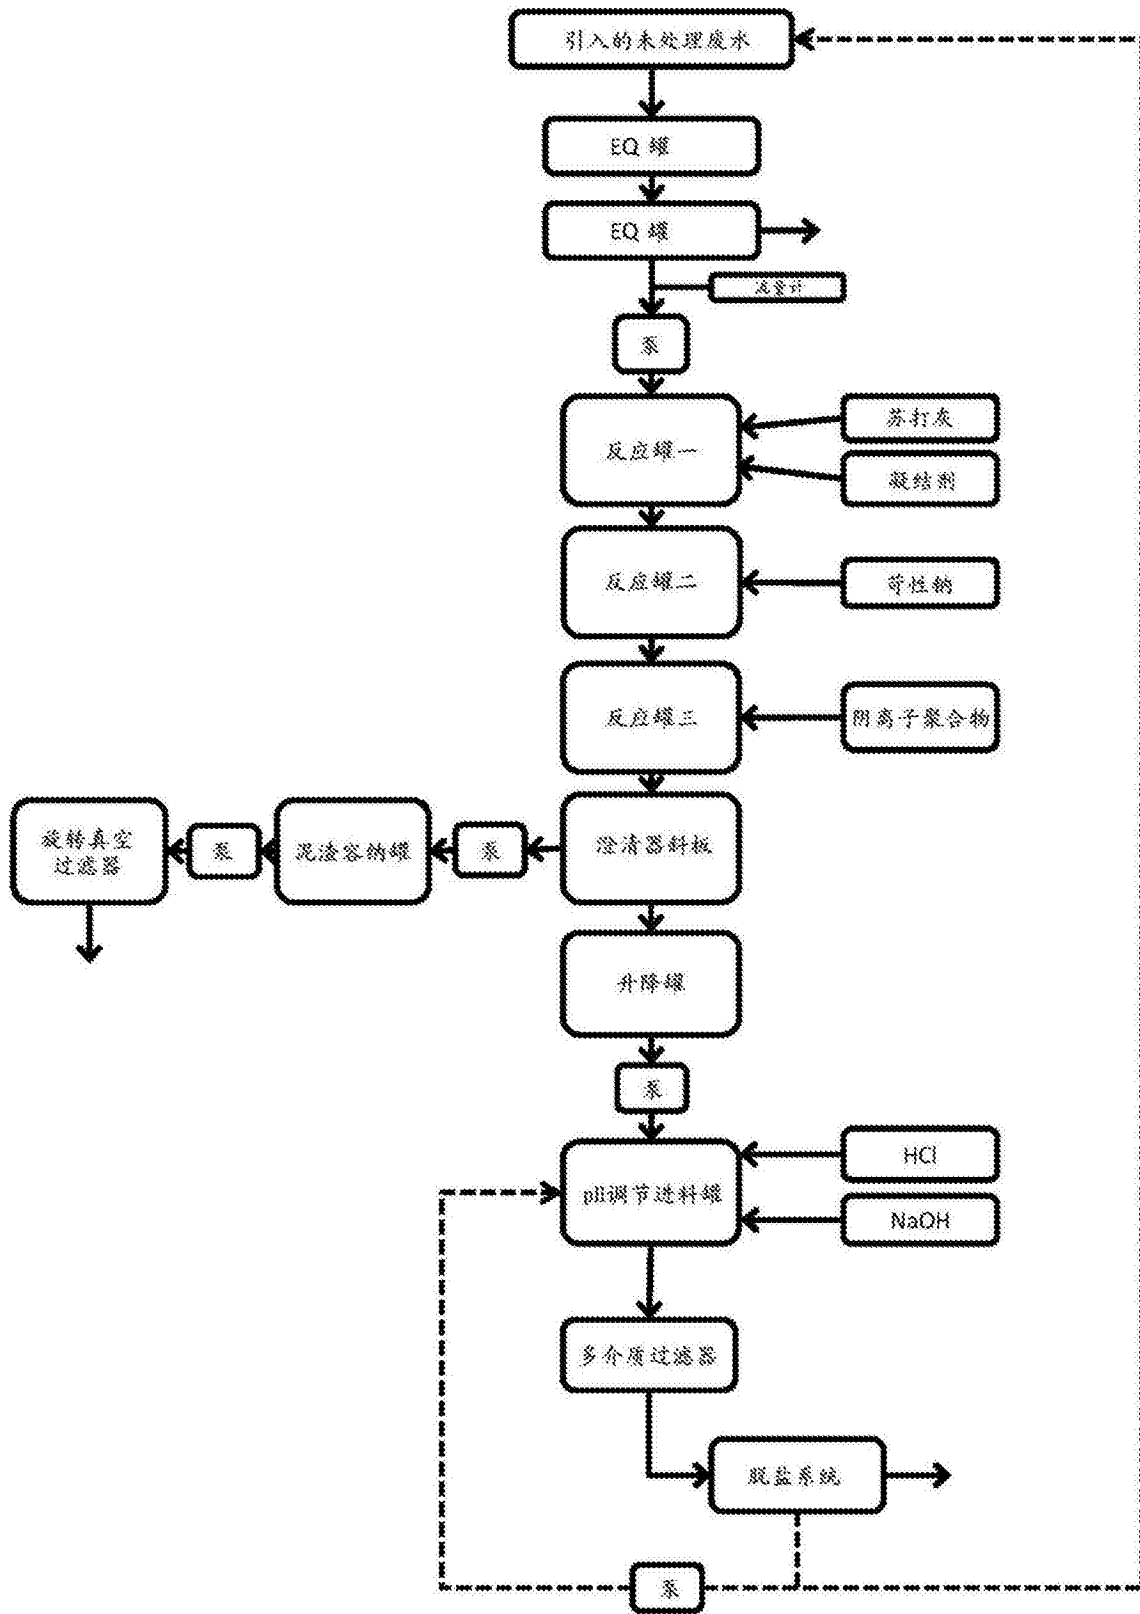 引入的未处理废水
EQ 罐
EQ 罐
流量计
泵
反应罐一
苏打灰
凝结剂
反应罐二
苛性钠
反应罐三
阴离子聚合物
旋转真空
过滤器
泵
泥渣容纳罐
泵
澄清器斜板
升降罐
泵
pH调节进料罐
HCl
NaOH
多介质过滤器
脱盐系统
泵